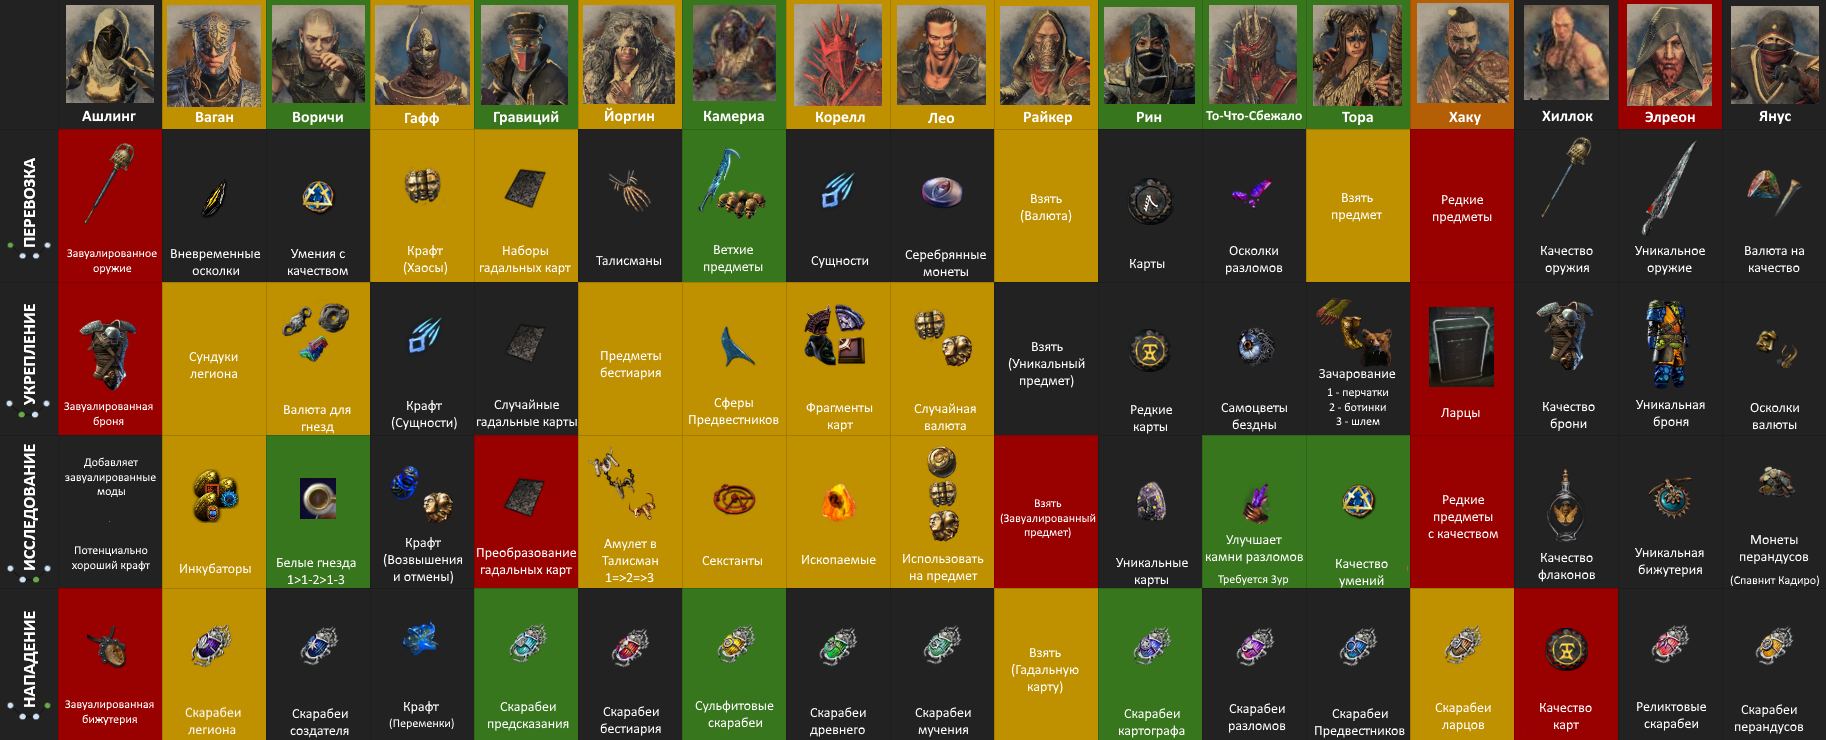 Ашлинг
Ваган
Воричи
Гафф
Гравиций
Йоргин
Камериа
Корелл
Лео
Райкер
Рин
То-Что-Сбежало
Тора
Хаку
Хиллок
Элреон
Янус
ПЕРЕВОЗКА
Завуалированное
оружие
Вневременные
осколки
Умения с
качеством
Крафт
(Хаосы)
Наборы
гадальных карт
Талисманы
Ветхие
предметы
Сущности
Серебрянные
монеты
Взять
(Валюта)
Карты
Осколки
разломов
Взять
предмет
Редкие
предметы
Качество
оружия
Уникальное
оружие
Валюта на
качество
УКРЕПЛЕНИЕ
Завуалированная
броня
Сундуки
легиона
Валюта для
гнезд
Крафт
(Сущности)
Случайные
гадальные карты
Предметы
бестиария
Сферы
Предвестников
Фрагменты
карт
Случайная
валюта
Взять
(Уникальный
предмет)
Редкие
карты
Самоцветы
бездны
Зачарование
1 - перчатки
2 - ботинки
3 - шлем
Ларцы
Качество
брони
Уникальная
броня
Осколки
валюты
ИССЛЕДОВАНИЕ
Добавляет
завуалированные
моды
Потенциально
хороший крафт
Инкубаторы
Белые гнезда
1>1-2>1-3
Крафт
(Возвышения
и отмены)
Преобразование
гадальных карт
Амулет в
Талисман
1=>2=>3
Секстанты
Ископаемые
Использовать
на предмет
Взять
(Завуалированный
предмет)
Уникальные
карты
Улучшает
камни разломов
Требуется Зур
Качество
умений
Редкие
предметы
с качеством
Качество
флаконов
Уникальная
бижутерия
Монеты
перандусов
(Спавнит Кадиро)
НАПАДЕНИЕ
Завуалированная
бижутерия
Скарабеи
легиона
Скарабеи
создателя
Крафт
(Переменки)
Скарабеи
предсказания
Скарабеи
бестиария
Сульфитовые
скарабеи
Скарабеи
древнего
Скарабеи
мучения
Взять
(Гадальную
карту)
Скарабеи
картографа
Скарабеи
разломов
Скарабеи
Предвестников
Скарабеи
ларцов
Качество
карт
Реликтовые
скарабеи
Скарабеи
перандусов